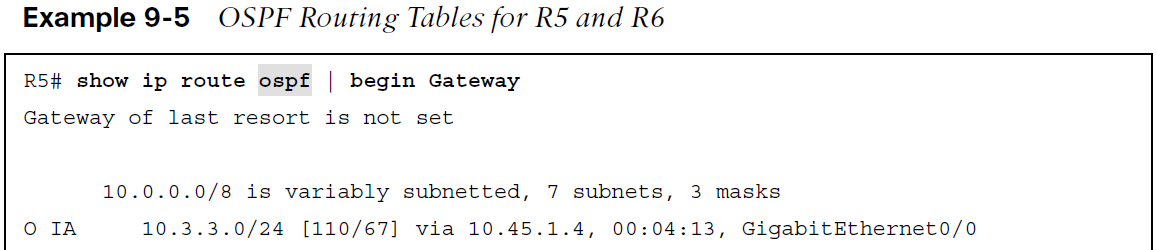 Example 9-5 OSPF Routing Tables for R5 and R6
R5# show ip route ospf | begin Gateway
Gateway of last resort is not set
10.0.0.0/8 is variably subnetted, 7 subnets, 3 masks
O IA 10.3.3.0/24 [110/67] via 10.45.1.4, 00:04:13, GigabitEthernet0/0